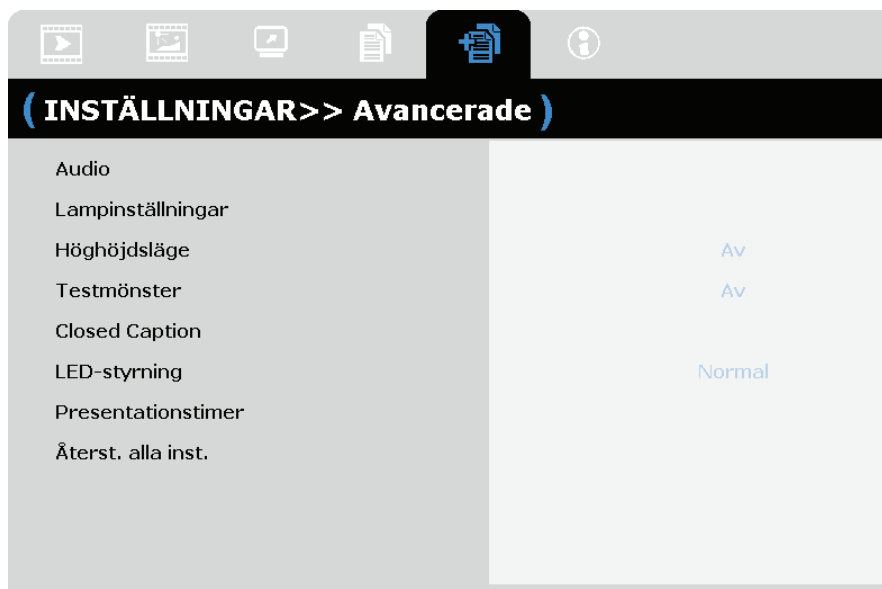 (INSTÄLLNINGAR>> Avancerade)
Audio
Lampinställningar
Höghöjdsläge Av
Testmönster Av
Closed Caption
LED-styrning Normal
Presentationstimer
Återst. alla inst.